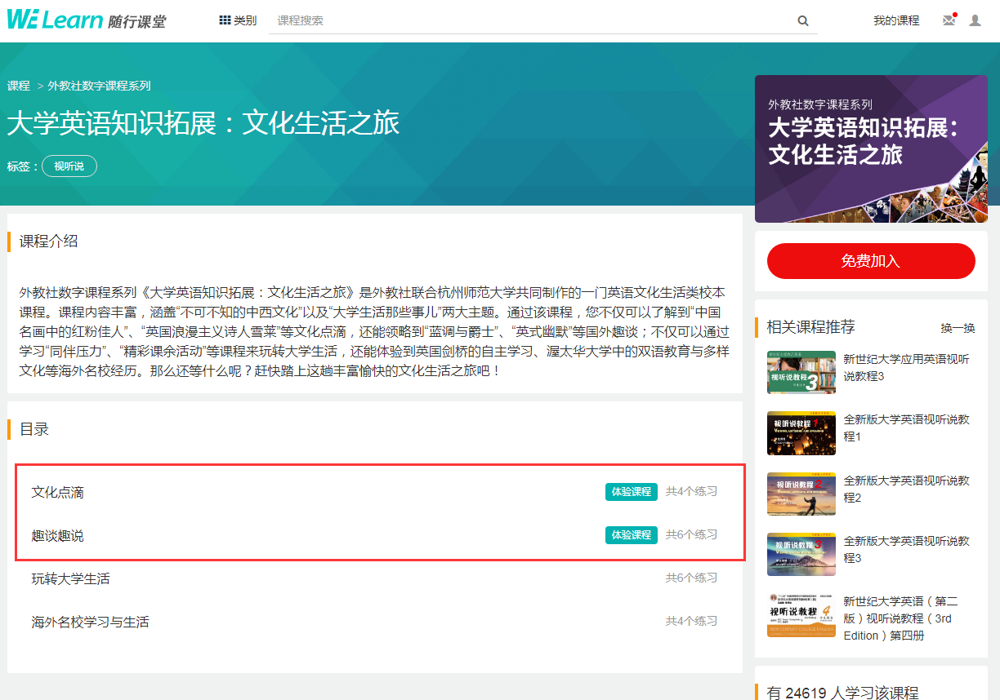 WE Learn 随行课堂
类别
课程搜索
我的课程
课程 > 外教社数字课程系列
大学英语知识拓展：文化生活之旅
标签：
视听说
外教社数字课程系列
大学英语知识拓展：
文化生活之旅
课程介绍
外教社数字课程系列《大学英语知识拓展：文化生活之旅》是外教社联合杭州师范大学共同制作的一门英语文化生活类校本
课程。课程内容丰富，涵盖“不可不知的中西文化”以及“大学生活那些事儿”两大主题。通过该课程，您不仅可以了解到“中国
名画中的红粉佳人”、“英国浪漫主义诗人雪莱”等文化点滴，还能领略到“蓝调与爵士”、“英式幽默”等国外趣谈；不仅可以通过
学习“同伴压力”、“精彩课余活动”等课程来玩转大学生活，还能体验到英国剑桥的自主学习、渥太华大学中的双语教育与多样
文化等海外名校经历。那么还等什么呢？赶快踏上这趟丰富愉快的文化生活之旅吧！
目录
文化点滴
体验课程 共4个练习
趣谈趣说
体验课程 共6个练习
玩转大学生活
共6个练习
海外名校学习与生活
共4个练习
免费加入
相关课程推荐
换一换
视听说教程3
新世纪大学应用英语视听
说教程3
视听说教程1
VIEWING, LISTENING AND SPEAKING
全新版大学英语视听说教
程1
视听说教程2
VIEWING, LISTENING AND SPEAKING
全新版大学英语视听说教
程2
视听说教程3
VIEWING, LISTENING AND SPEAKING
全新版大学英语视听说教
程3
视听说教程4
NEW CENTURY COLLEGE ENGLISH
新世纪大学英语（第二
版）视听说教程（3rd
Edition）第四册
有 24619 人学习该课程